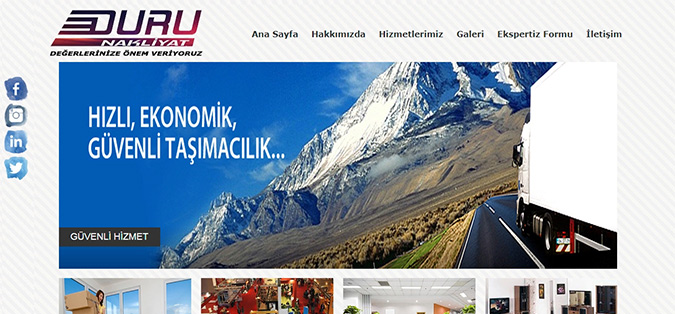 DURU
NAKLİYAT
DEĞERLERİNİZE ÖNEM VERİYORUZ
Ana Sayfa Hakkımızda Hizmetlerimiz Galeri Ekspertiz Formu İletişim
HIZLI, EKONOMİK,
GÜVENLİ TAŞIMACILIK...
GÜVENLİ HİZMET